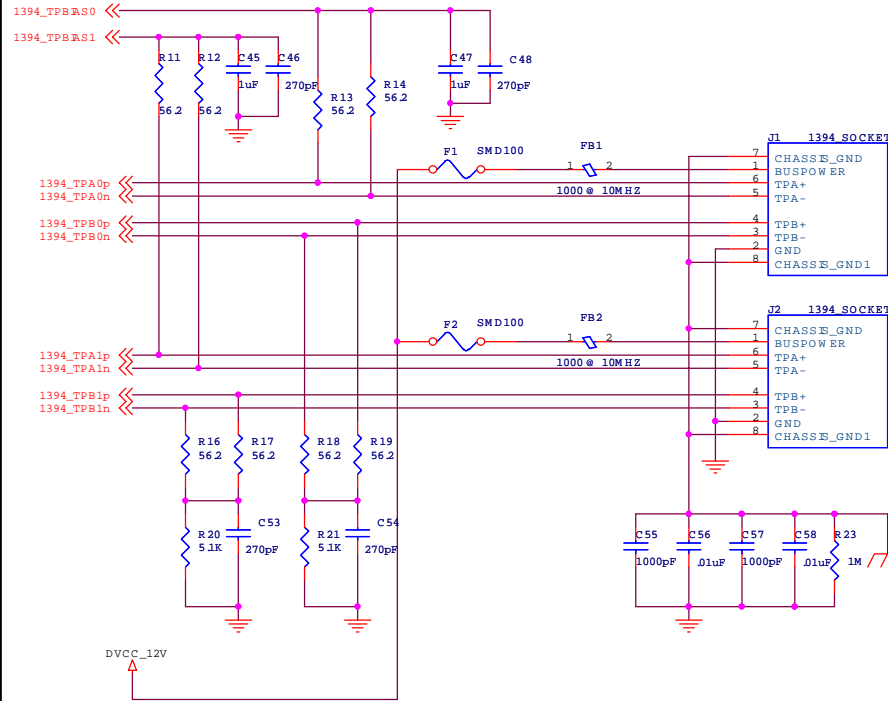 1394_TPBIAS0
1394_TPBIAS1
R11
R12
C45
C46
C47
C48
56.2
56.2
1uF
270pF
R13
56.2
R14
56.2
1uF
270pF
J1 1394_SOCKET
F1 SMD100
FB1
1 2
1000 @ 10MHZ
7 CHASSIS_GND
1 BUSPOWER
6 TPA+
5 TPA-
4 TPB+
3 TPB-
2 GND
8 CHASSIS_GND1
1394_TPA0p
1394_TPA0n
1394_TPB0p
1394_TPB0n
J2 1394_SOCKET
F2 SMD100
FB2
1 2
1000 @ 10MHZ
7 CHASSIS_GND
1 BUSPOWER
6 TPA+
5 TPA-
4 TPB+
3 TPB-
2 GND
8 CHASSIS_GND1
1394_TPA1p
1394_TPA1n
1394_TPB1p
1394_TPB1n
R16
56.2
R17
56.2
R18
56.2
R19
56.2
R20
5.1K
C53
270pF
R21
5.1K
C54
270pF
C55
1000pF
C56
.01uF
C57
1000pF
C58
.01uF
R23
1M
DVCC_12V